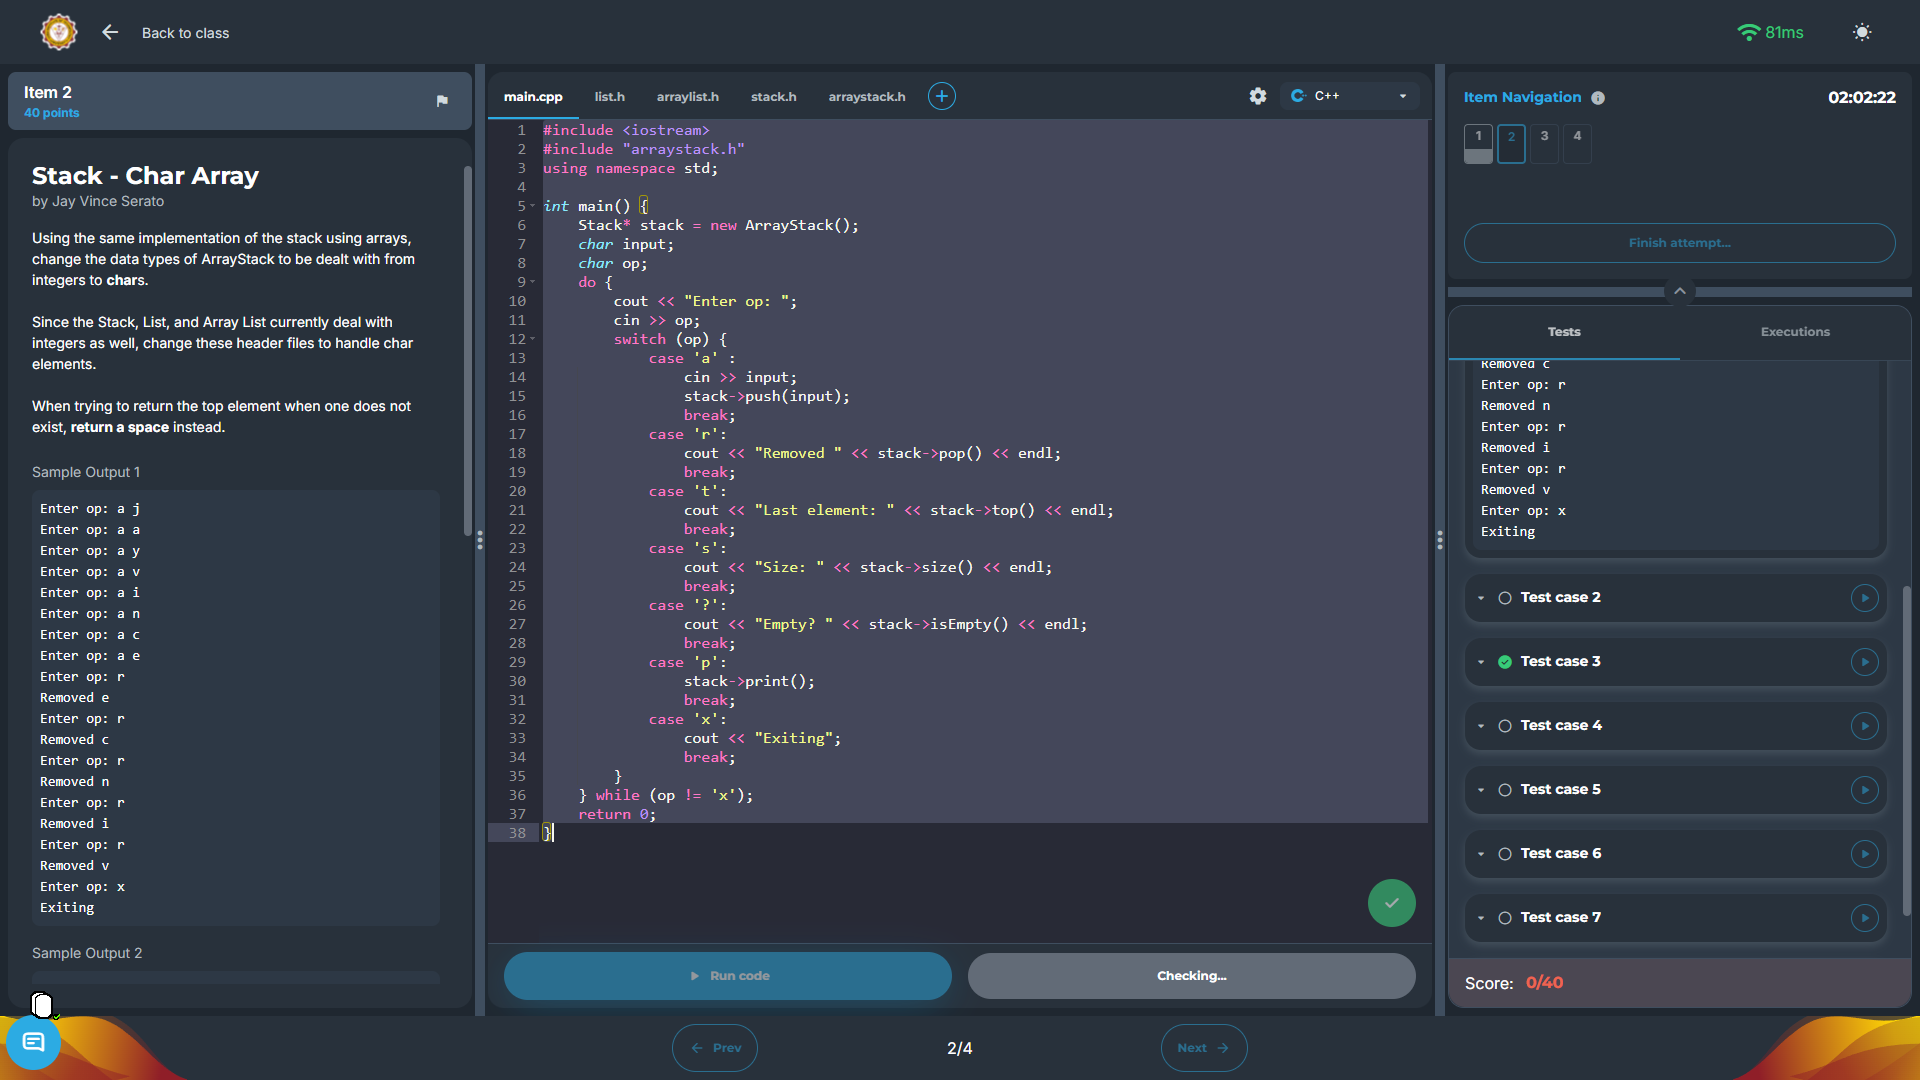 Back to class
81ms
Item 2
40 points
Stack - Char Array
by Jay Vince Serato
Using the same implementation of the stack using arrays,
change the data types of ArrayStack to be dealt with from
integers to chars.
Since the Stack, List, and Array List currently deal with
integers as well, change these header files to handle char
elements.
When trying to return the top element when one does not
exist, return a space instead.
Sample Output 1
Enter op: a j
Enter op: a a
Enter op: a y
Enter op: a v
Enter op: a i
Enter op: a n
Enter op: a c
Enter op: a e
Enter op: r
Removed e
Enter op: r
Removed c
Enter op: r
Removed n
Enter op: r
Removed i
Enter op: r
Removed v
Enter op: x
Exiting
Sample Output 2
main.cpp
list.h
arraylist.h
stack.h
arraystack.h
C++
1 #include <iostream>
2 #include "arraystack.h"
3 using namespace std;
4
5 int main() {
6     Stack* stack = new ArrayStack();
7     char input;
8     char op;
9     do {
10         cout << "Enter op: ";
11         cin >> op;
12         switch (op) {
13             case 'a' :
14                 cin >> input;
15                 stack->push(input);
16                 break;
17             case 'r':
18                 cout << "Removed " << stack->pop() << endl;
19                 break;
20             case 't':
21                 cout << "Last element: " << stack->top() << endl;
22                 break;
23             case 's':
24                 cout << "Size: " << stack->size() << endl;
25                 break;
26             case '?':
27                 cout << "Empty? " << stack->isEmpty() << endl;
28                 break;
29             case 'p':
30                 stack->print();
31                 break;
32             case 'x':
33                 cout << "Exiting";
34                 break;
35         }
36     } while (op != 'x');
37     return 0;
38 }
Run code
Checking...
Item Navigation
02:02:22
1 2 3 4
Finish attempt...
Tests
Executions
Removed c
Enter op: r
Removed n
Enter op: r
Removed i
Enter op: r
Removed v
Enter op: x
Exiting
Test case 2
Test case 3
Test case 4
Test case 5
Test case 6
Test case 7
Score: 0/40
Prev
2/4
Next